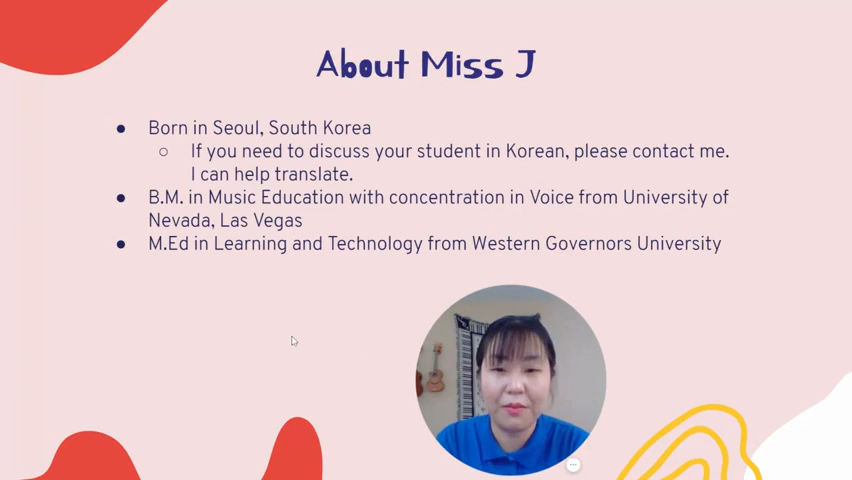 About Miss J
● Born in Seoul, South Korea
○ If you need to discuss your student in Korean, please contact me.
I can help translate.
● B.M. in Music Education with concentration in Voice from University of
Nevada, Las Vegas
● M.Ed in Learning and Technology from Western Governors University